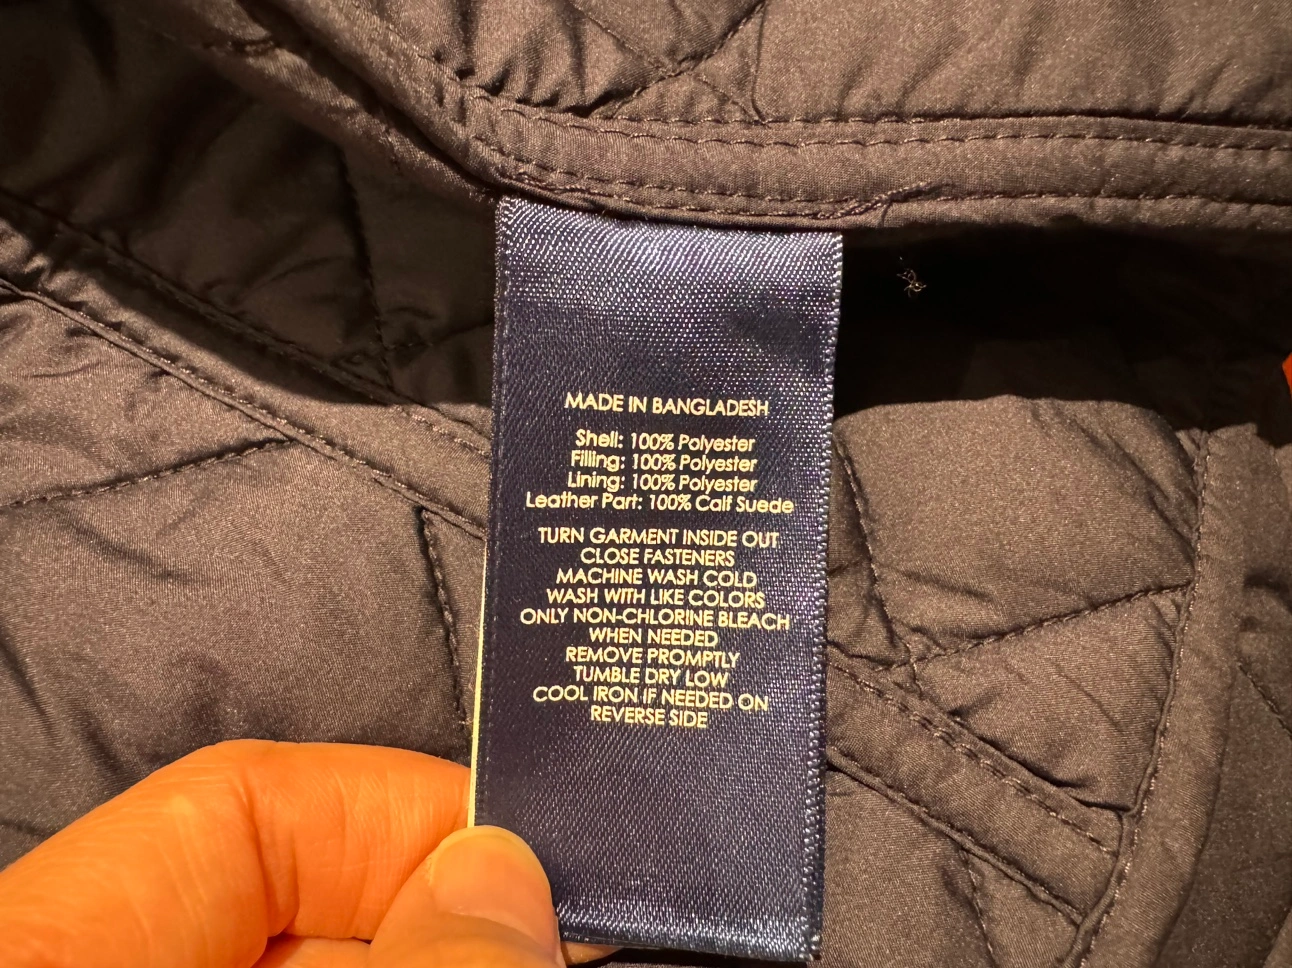 MADE IN BANGLADESH
Shell: 100% Polyester
Filling: 100% Polyester
Lining: 100% Polyester
Leather Part: 100% Calf Suede
TURN GARMENT INSIDE OUT
CLOSE FASTENERS
MACHINE WASH COLD
WASH WITH LIKE COLORS
ONLY NON-CHLORINE BLEACH
WHEN NEEDED
REMOVE PROMPTLY
TUMBLE DRY LOW
COOL IRON IF NEEDED ON
REVERSE SIDE